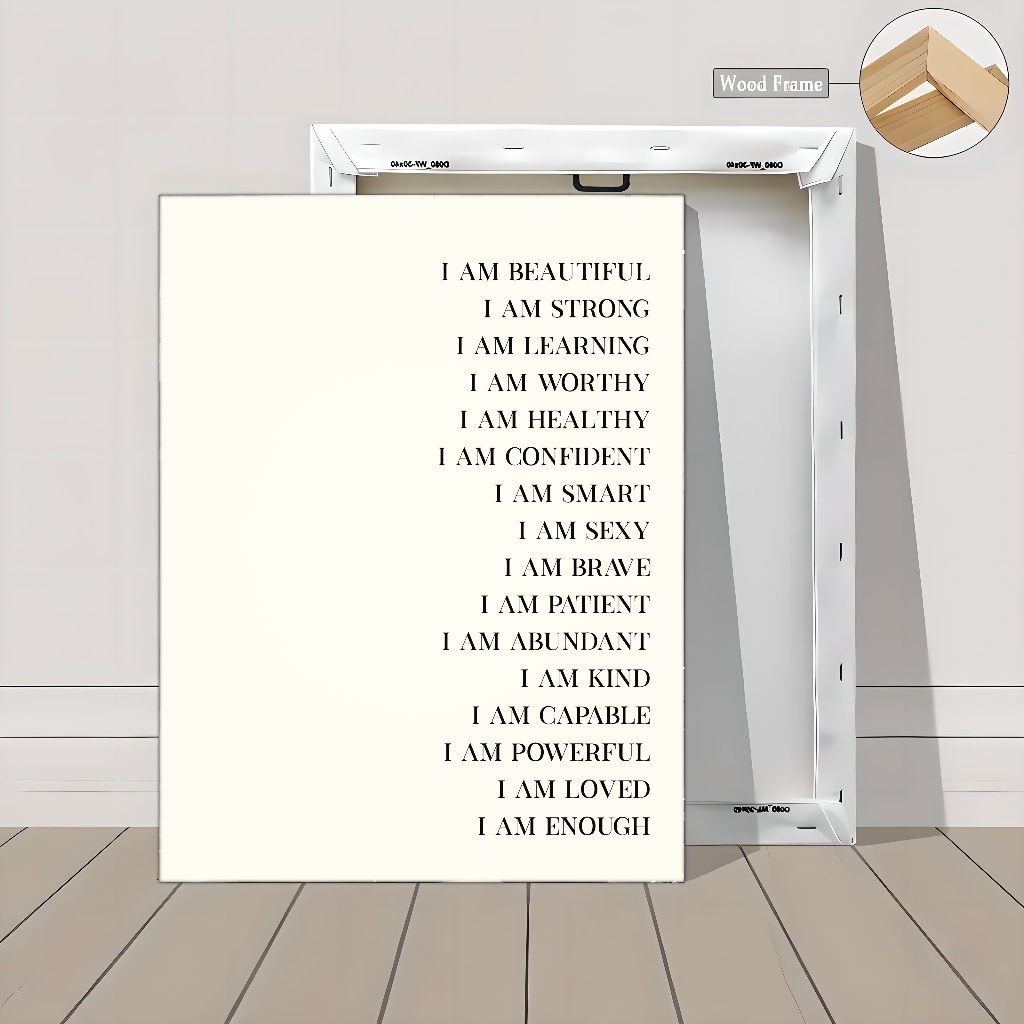 Wood Frame
I AM BEAUTIFUL
I AM STRONG
I AM LEARNING
I AM WORTHY
I AM HEALTHY
I AM CONFIDENT
I AM SMART
I AM SEXY
I AM BRAVE
I AM PATIENT
I AM ABUNDANT
I AM KIND
I AM CAPABLE
I AM POWERFUL
I AM LOVED
I AM ENOUGH